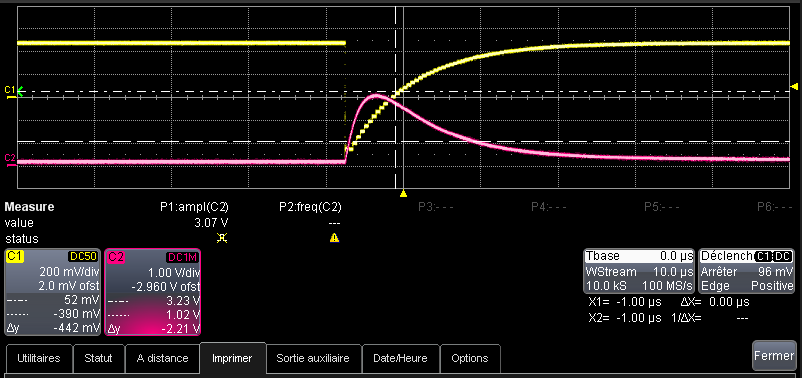 C1
C2
Measure P1:ampl(C2) P2:freq(C2) P3:--- P4:--- P5:--- P6:---
value 3.07 V ---
status
C1 DC50
200 mV/div
2.0 mV ofst
52 mV
-390 mV
Δy -442 mV
C2 DC1M
1.00 V/div
-2.960 V ofst
3.23 V
1.02 V
Δy -2.21 V
Tbase 0.0 µs
WStream 10.0 µs
10.0 kS 100 MS/s
Déclench C1 DC
Arrêter 96 mV
Edge Positive
X1= -1.00 µs ΔX= 0.00 µs
X2= -1.00 µs 1/ΔX= ---
Utilitaires Statut A distance Imprimer Sortie auxiliaire Date/Heure Options Fermer